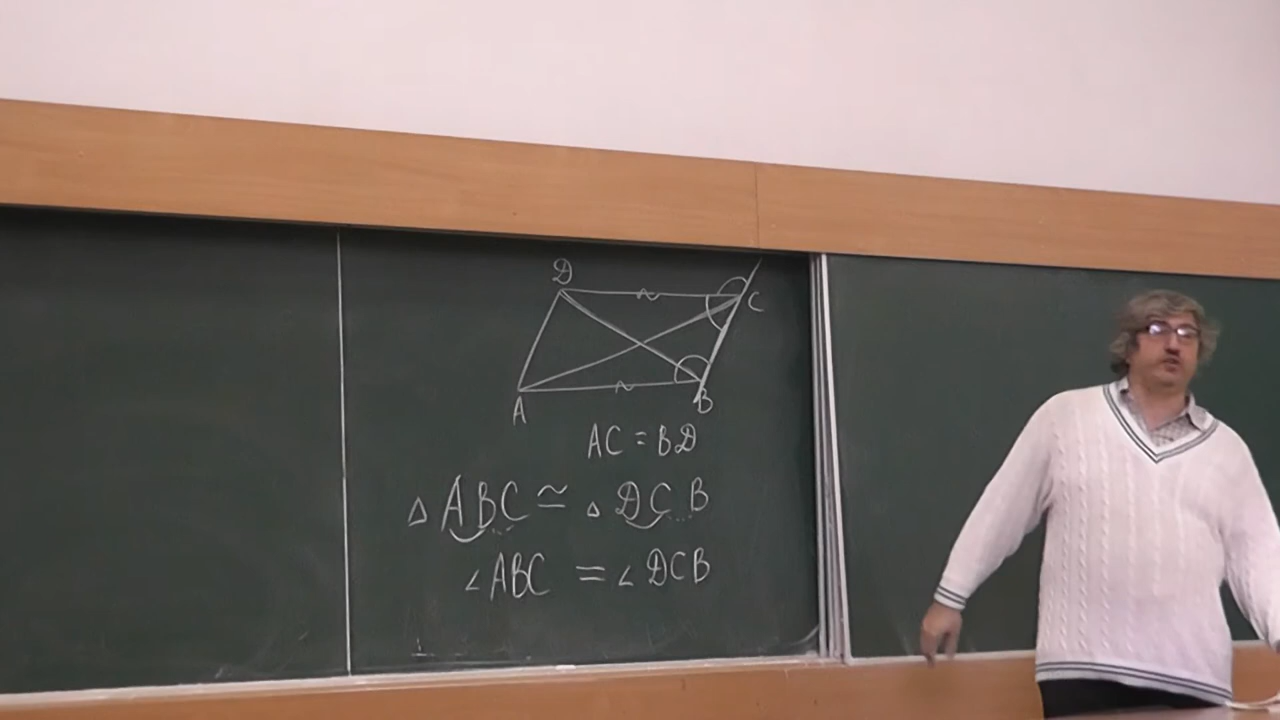 D
C
A
B
AC = BD
△ABC ≅ △DCB
∠ABC = ∠DCB